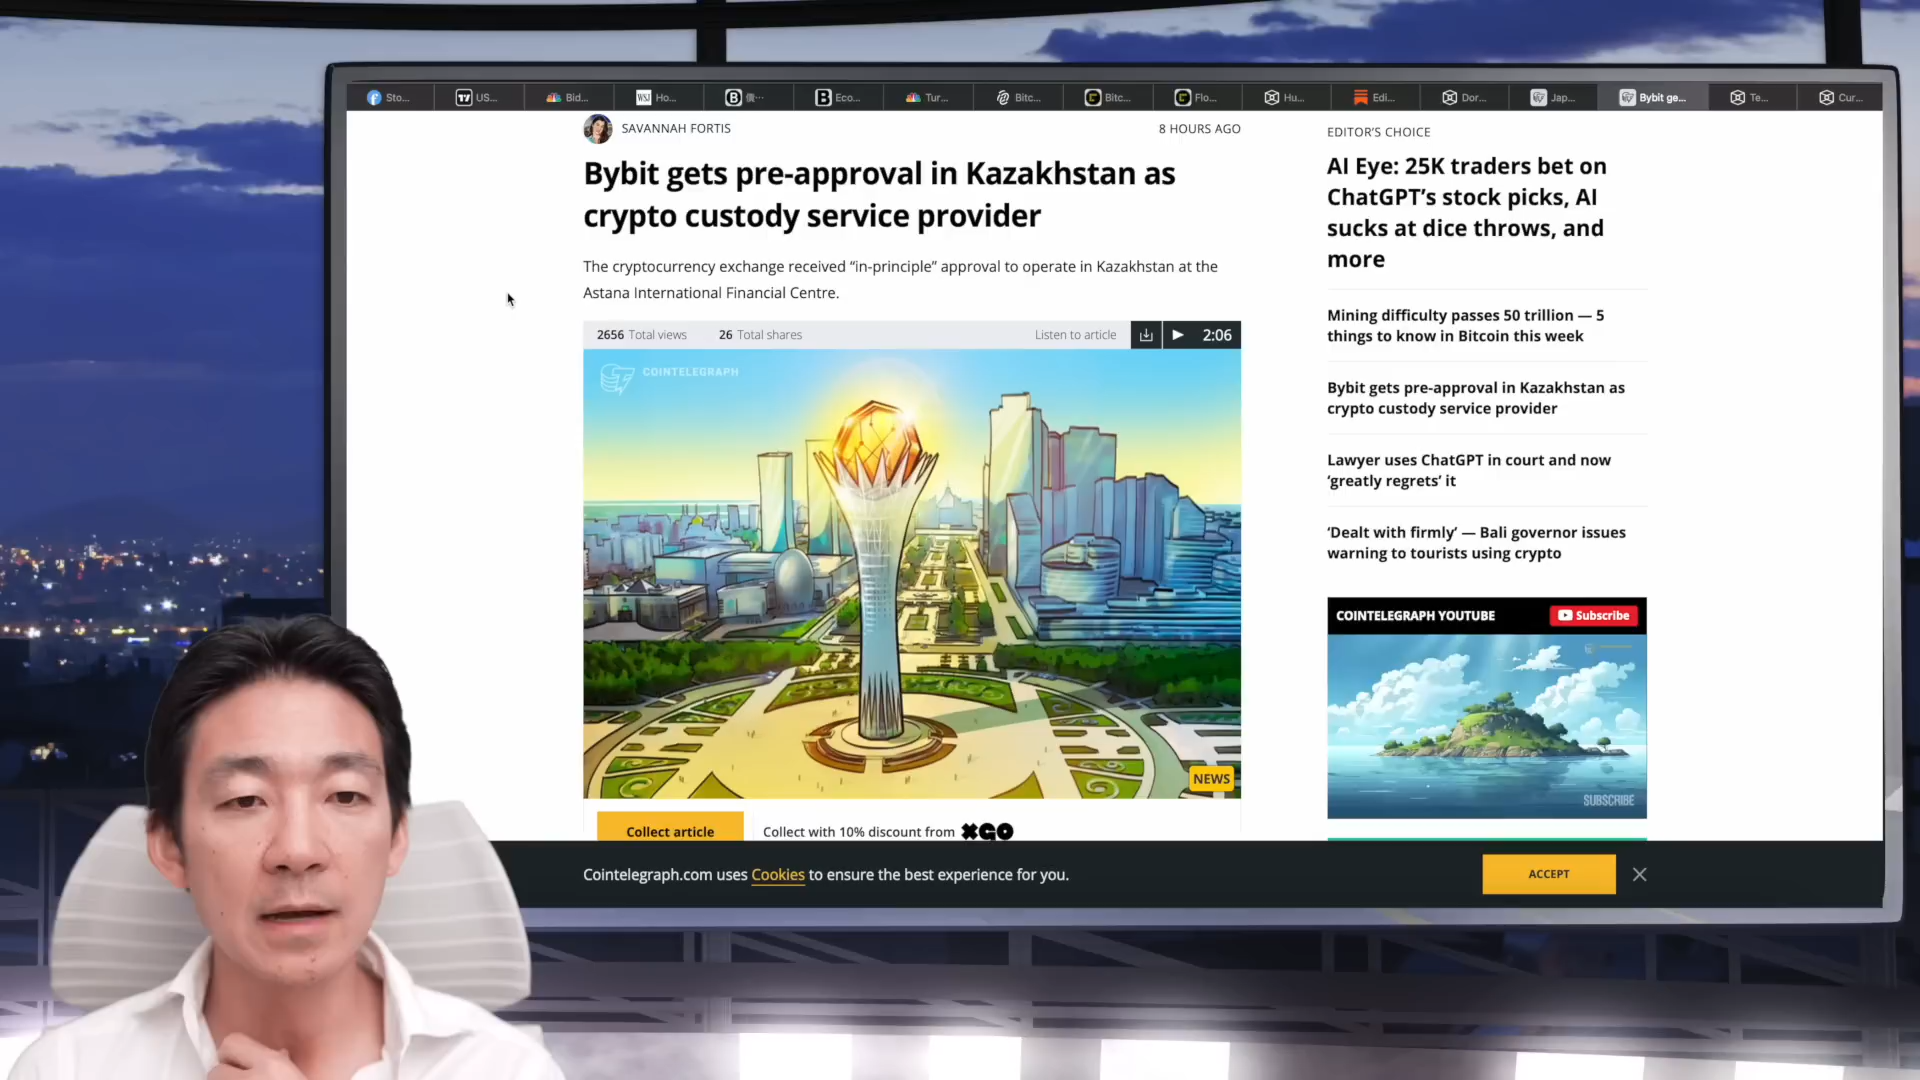 Sto...
US...
Bid...
WSJ Ho...
Eco...
Tur...
Bitc...
Bitc...
Flo...
Hu...
Edi...
Dor...
Jap...
Bybit ge...
Te...
Cur...
SAVANNAH FORTIS
8 HOURS AGO
Bybit gets pre-approval in Kazakhstan as
crypto custody service provider
The cryptocurrency exchange received “in-principle” approval to operate in Kazakhstan at the
Astana International Financial Centre.
2656 Total views
26 Total shares
Listen to article
2:06
COINTELEGRAPH
NEWS
Collect article
Collect with 10% discount from XGO
EDITOR’S CHOICE
AI Eye: 25K traders bet on
ChatGPT’s stock picks, AI
sucks at dice throws, and
more
Mining difficulty passes 50 trillion — 5
things to know in Bitcoin this week
Bybit gets pre-approval in Kazakhstan as
crypto custody service provider
Lawyer uses ChatGPT in court and now
‘greatly regrets’ it
‘Dealt with firmly’ — Bali governor issues
warning to tourists using crypto
COINTELEGRAPH YOUTUBE
Subscribe
SUBSCRIBE
Cointelegraph.com uses Cookies to ensure the best experience for you.
ACCEPT